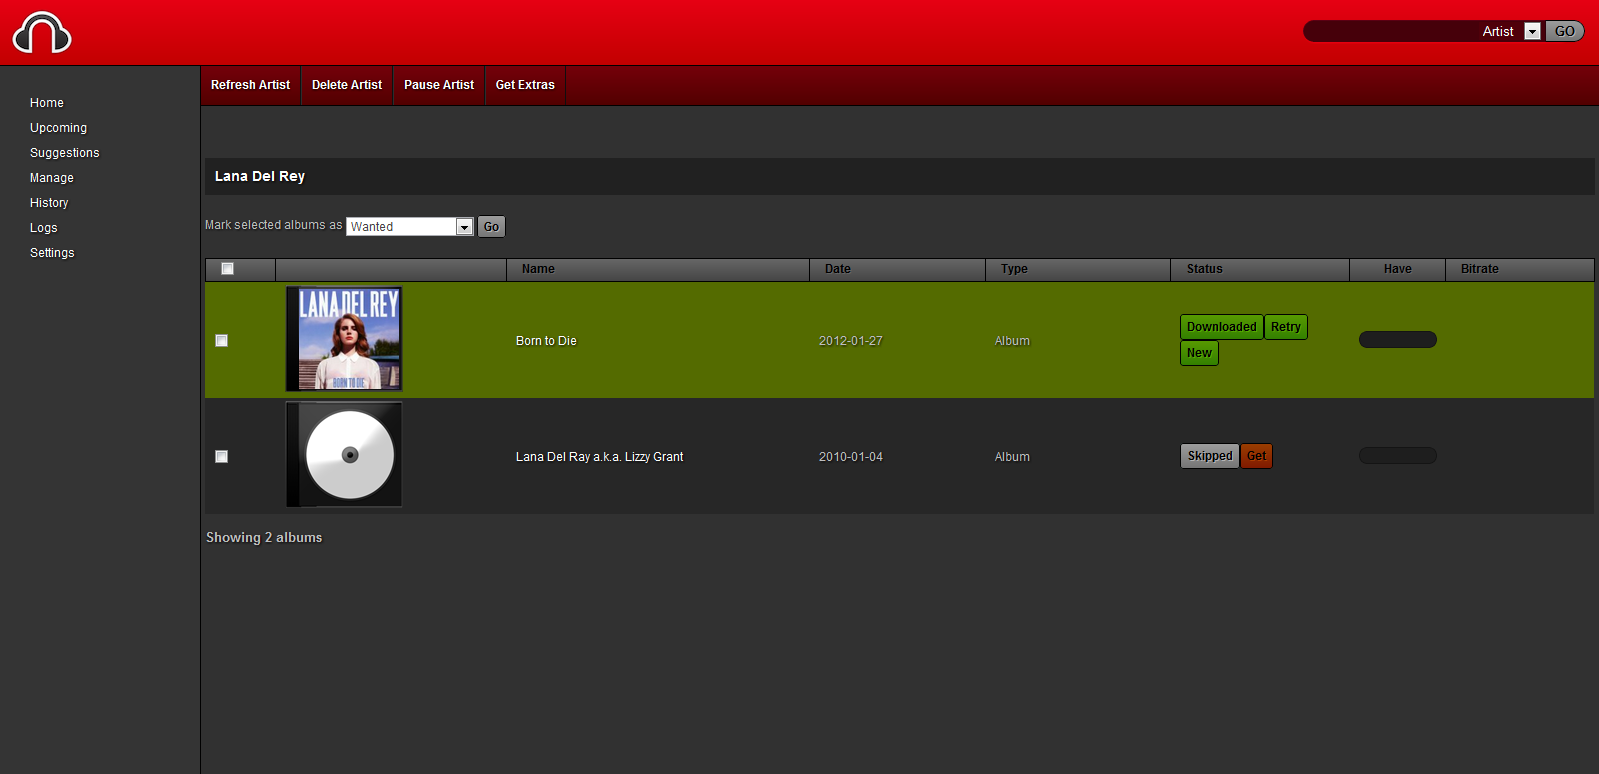 Artist GO
Refresh Artist Delete Artist Pause Artist Get Extras
Home
Upcoming
Suggestions
Manage
History
Logs
Settings
Lana Del Rey
Mark selected albums as Wanted Go
Name Date Type Status Have Bitrate
LANA DEL REY
BORN TO DIE
Born to Die 2012-01-27 Album Downloaded Retry
New
Lana Del Ray a.k.a. Lizzy Grant 2010-01-04 Album Skipped Get
Showing 2 albums